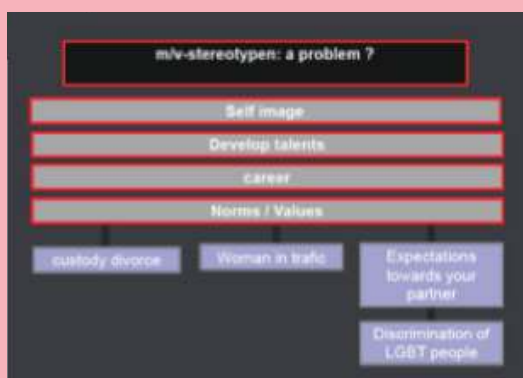 m/v-stereotypen: a problem ?
Self image
Develop talents
career
Norms / Values
custody divorce
Woman in trafic
Expectations
towards your
partner
Discrimination of
LGBT people